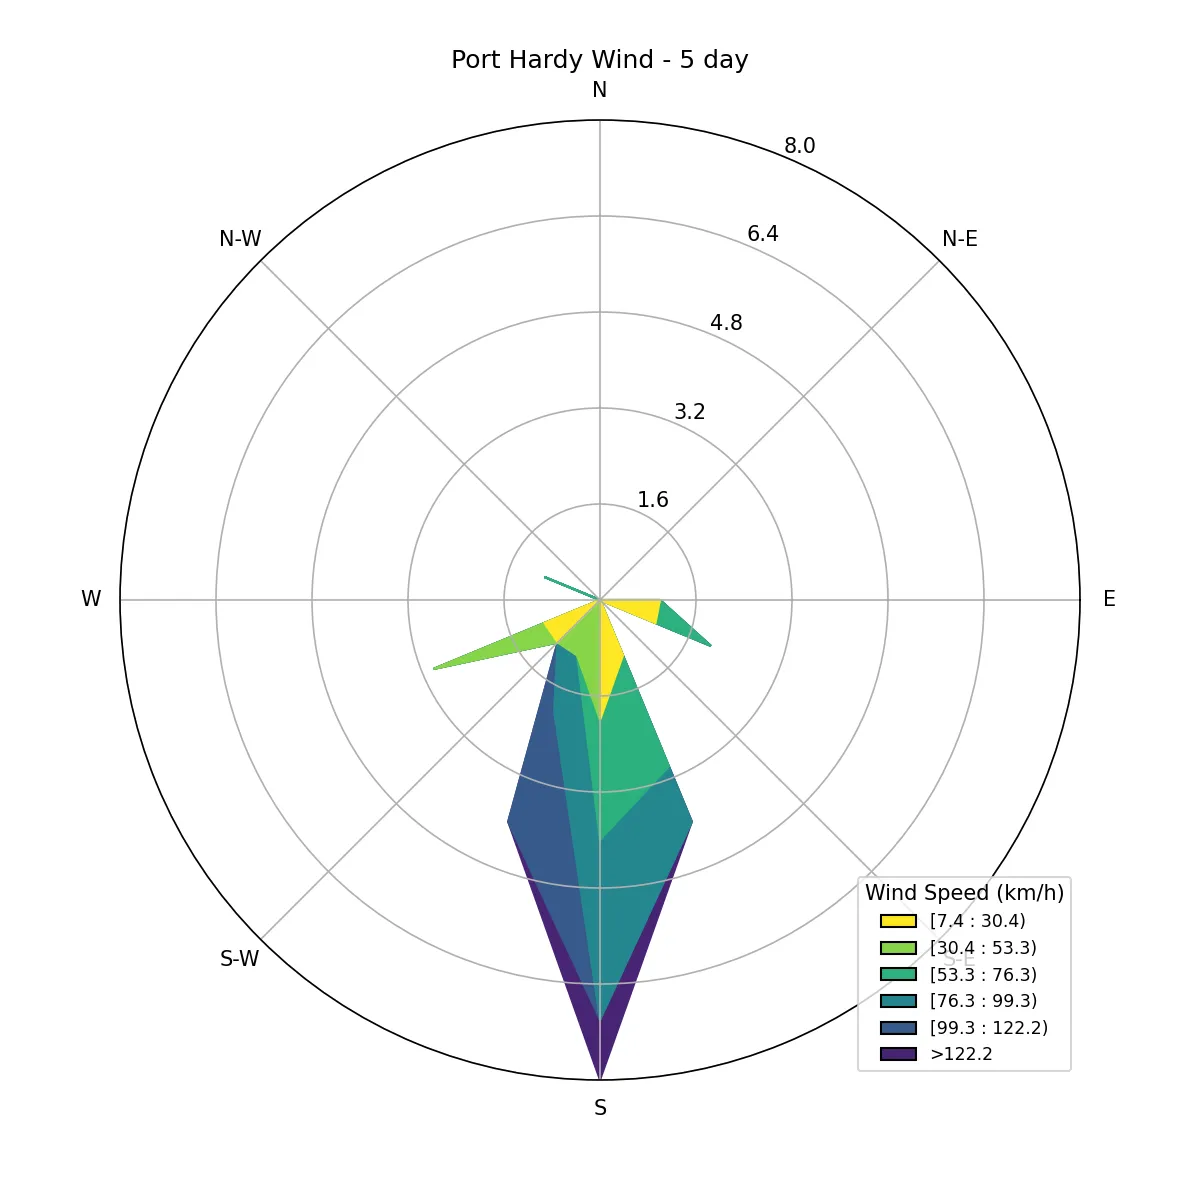 Port Hardy Wind - 5 day
N
8.0
N-W
6.4
N-E
4.8
3.2
1.6
W
E
Wind Speed (km/h)
[7.4 : 30.4)
[30.4 : 53.3)
S-W
S-E
[53.3 : 76.3)
[76.3 : 99.3)
[99.3 : 122.2)
>122.2
S